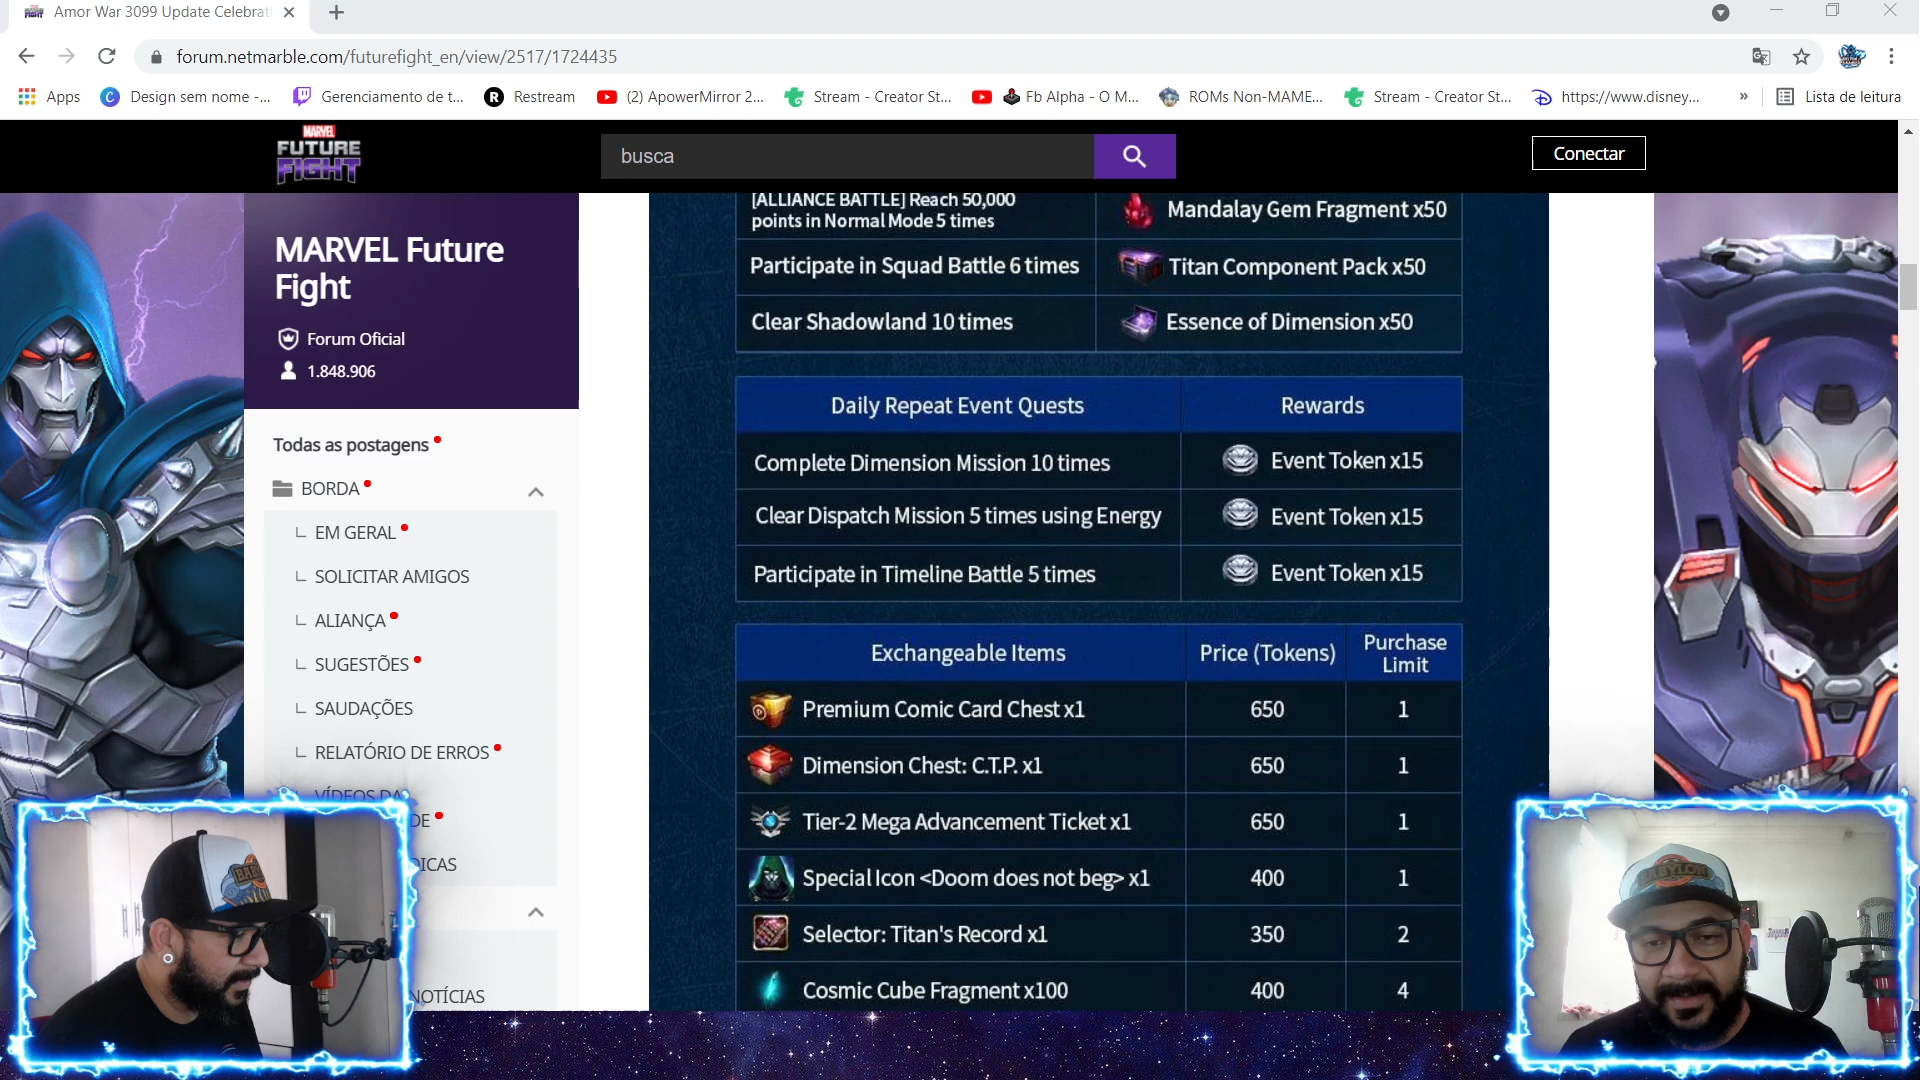 Amor War 3099 Update Celebrati
forum.netmarble.com/futurefight_en/view/2517/1724435
Apps
Design sem nome -...
Gerenciamento de t...
Restream
(2) ApowerMirror 2...
Stream - Creator St...
Fb Alpha - O M...
ROMs Non-MAME...
Stream - Creator St...
https://www.disney...
»
Lista de leitura
MARVEL
FUTURE
FIGHT
busca
Conectar
MARVEL Future
Fight
Forum Oficial
1.848.906
Todas as postagens
BORDA
EM GERAL
SOLICITAR AMIGOS
ALIANÇA
SUGESTÕES
SAUDAÇÕES
RELATÓRIO DE ERROS
VÍDEOS DA
DE
DICAS
NOTÍCIAS
[ALLIANCE BATTLE] Reach 50,000
points in Normal Mode 5 times
Mandalay Gem Fragment x50
Participate in Squad Battle 6 times
Titan Component Pack x50
Clear Shadowland 10 times
Essence of Dimension x50
Daily Repeat Event Quests
Rewards
Complete Dimension Mission 10 times
Event Token x15
Clear Dispatch Mission 5 times using Energy
Event Token x15
Participate in Timeline Battle 5 times
Event Token x15
Exchangeable Items
Price (Tokens)
Purchase
Limit
Premium Comic Card Chest x1
650
1
Dimension Chest: C.T.P. x1
650
1
Tier-2 Mega Advancement Ticket x1
650
1
Special Icon <Doom does not beg> x1
400
1
Selector: Titan's Record x1
350
2
Cosmic Cube Fragment x100
400
4
BABYLON